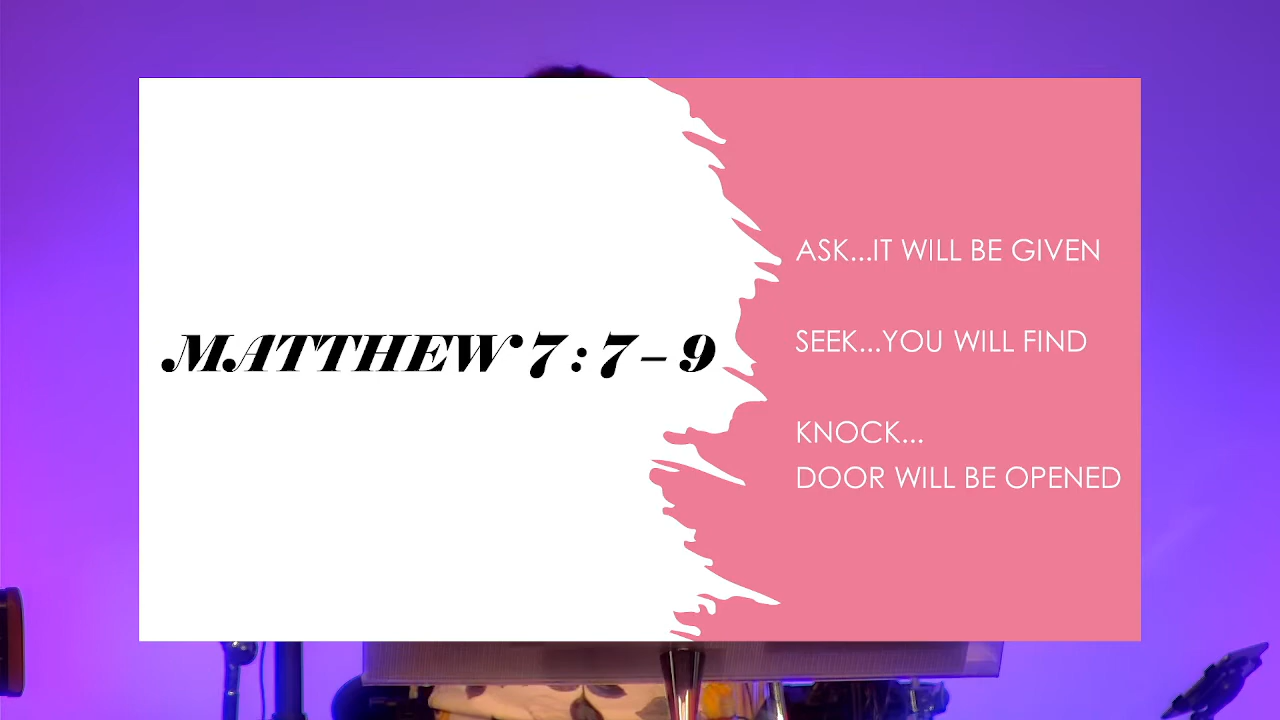 MATTHEW 7:7–9
ASK...IT WILL BE GIVEN
SEEK...YOU WILL FIND
KNOCK...
DOOR WILL BE OPENED